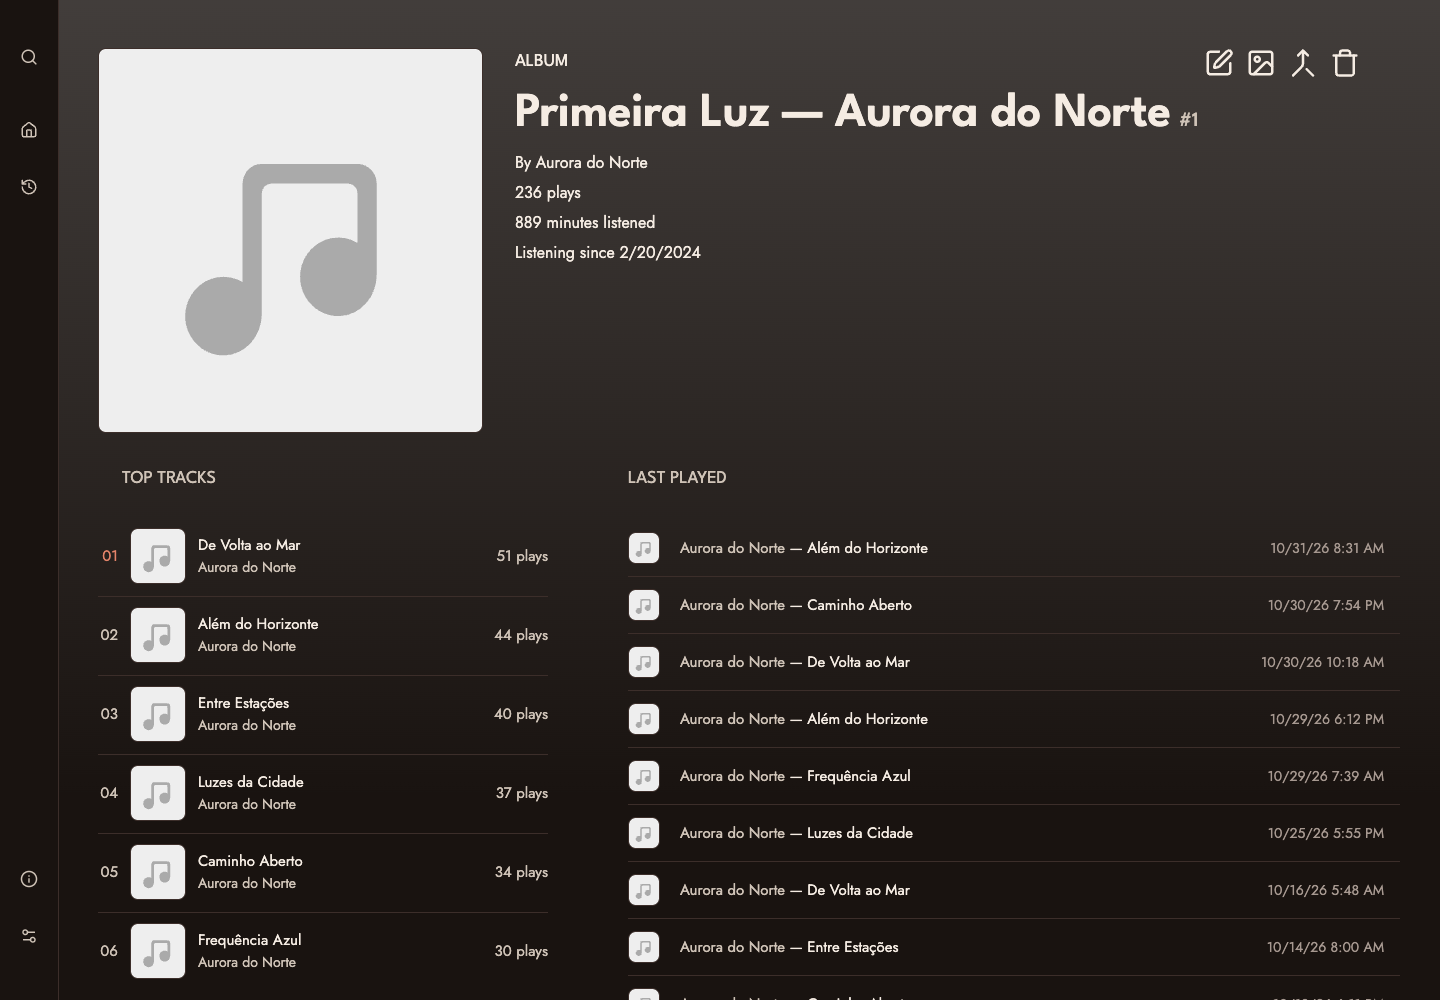 ALBUM
Primeira Luz — Aurora do Norte #1
By Aurora do Norte
236 plays
889 minutes listened
Listening since 2/20/2024
TOP TRACKS
01
De Volta ao Mar
Aurora do Norte
51 plays
02
Além do Horizonte
Aurora do Norte
44 plays
03
Entre Estações
Aurora do Norte
40 plays
04
Luzes da Cidade
Aurora do Norte
37 plays
05
Caminho Aberto
Aurora do Norte
34 plays
06
Frequência Azul
Aurora do Norte
30 plays
LAST PLAYED
Aurora do Norte — Além do Horizonte 10/31/26 8:31 AM
Aurora do Norte — Caminho Aberto 10/30/26 7:54 PM
Aurora do Norte — De Volta ao Mar 10/30/26 10:18 AM
Aurora do Norte — Além do Horizonte 10/29/26 6:12 PM
Aurora do Norte — Frequência Azul 10/29/26 7:39 AM
Aurora do Norte — Luzes da Cidade 10/25/26 5:55 PM
Aurora do Norte — De Volta ao Mar 10/16/26 5:48 AM
Aurora do Norte — Entre Estações 10/14/26 8:00 AM